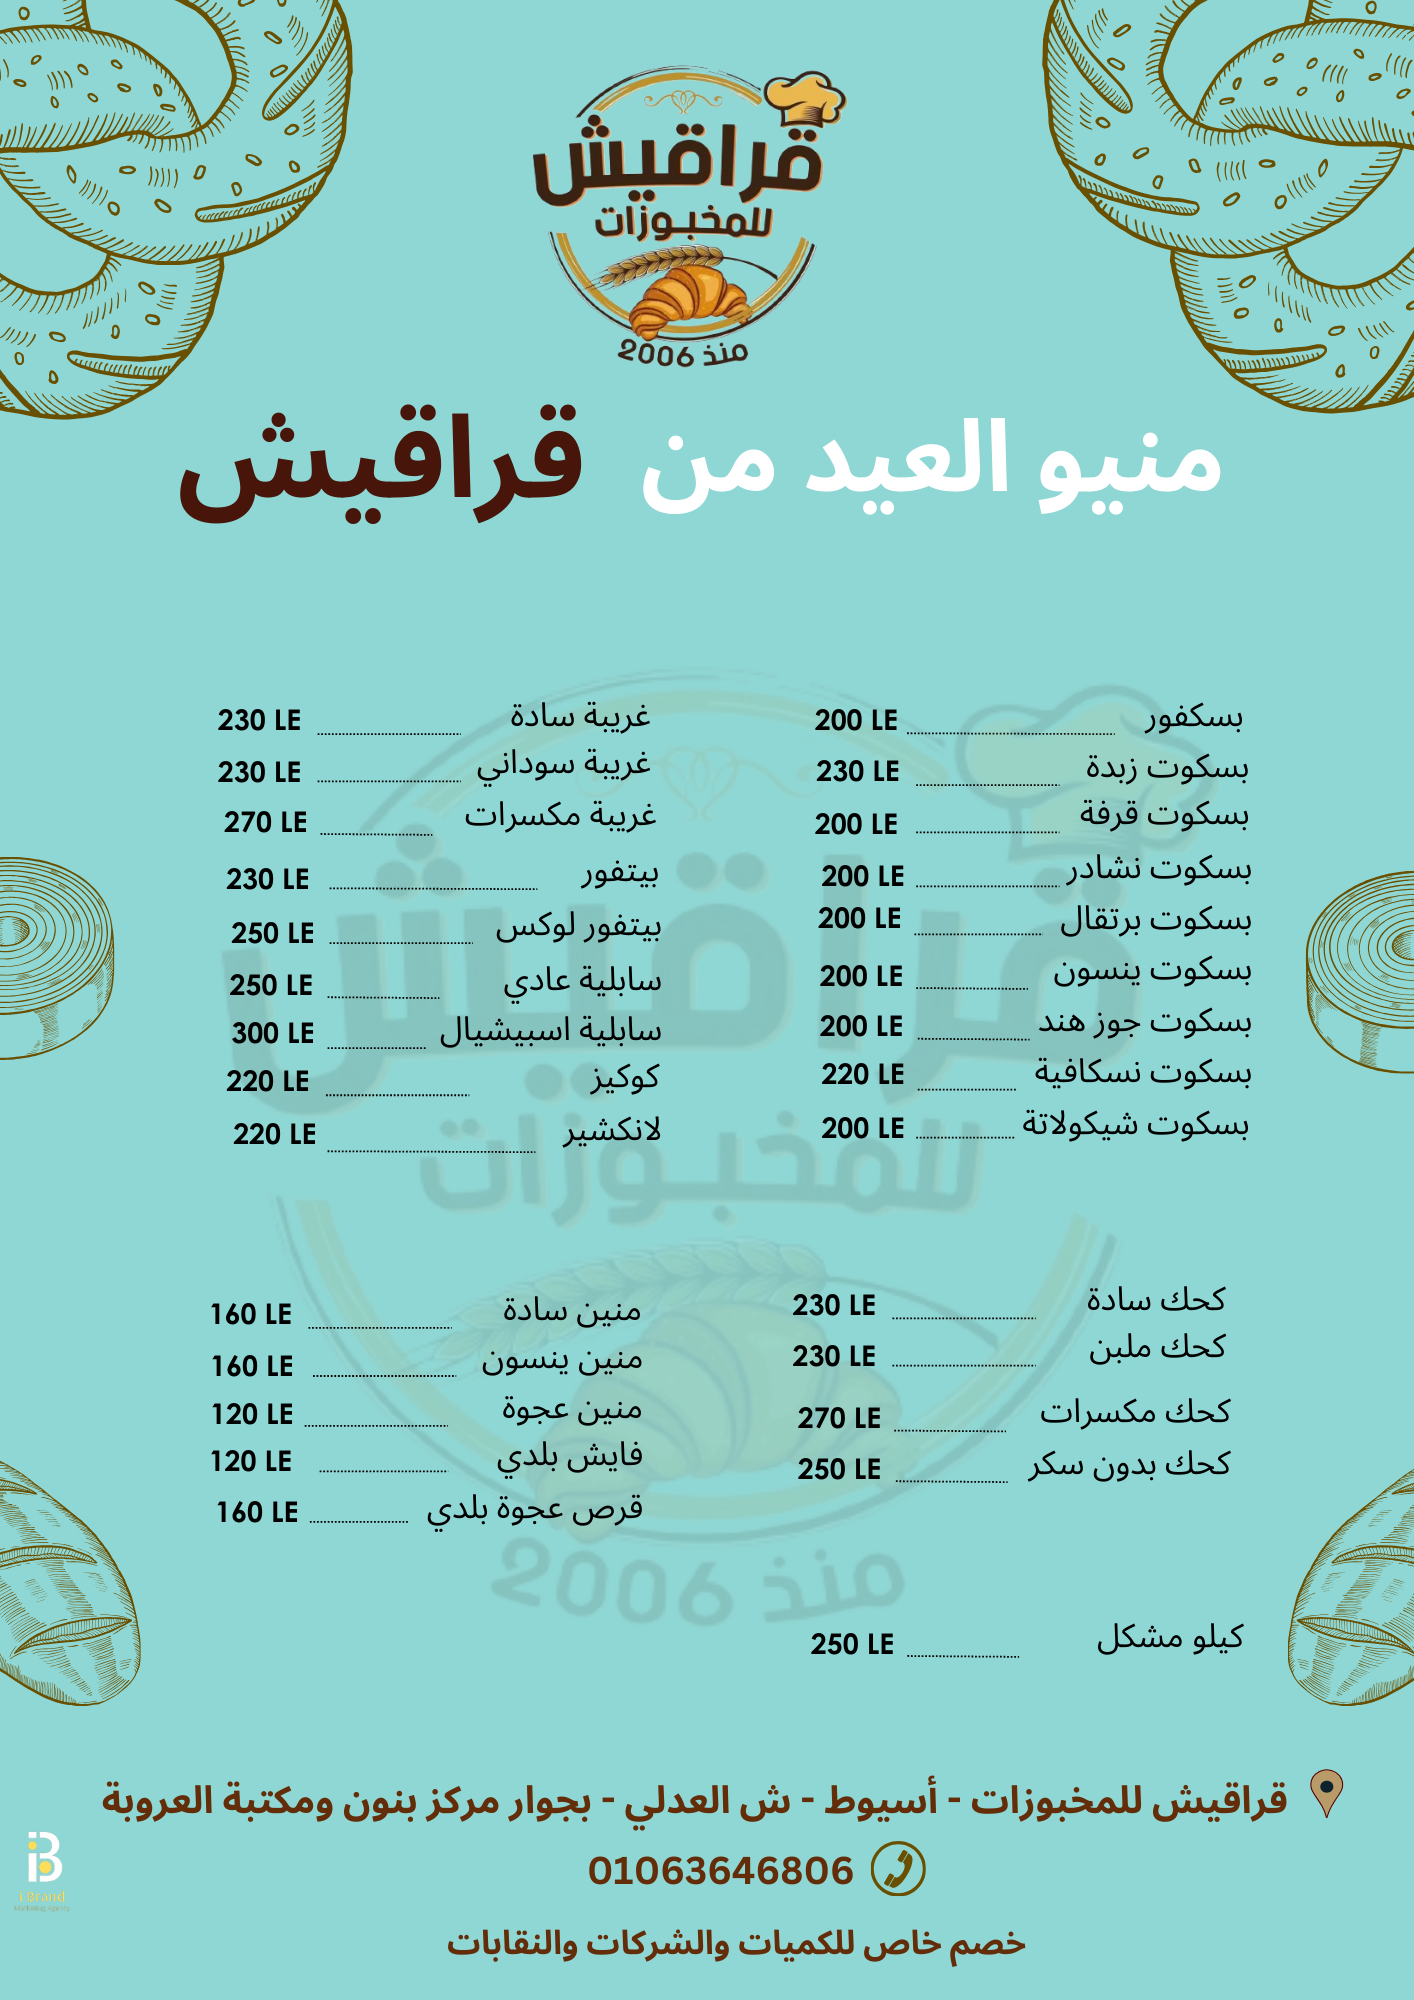 قراقيش
للمخبوزات
منذ 2006
منيو العيد من قراقيش
بسكفور 200 LE
بسكوت زبدة 230 LE
بسكوت قرفة 200 LE
بسكوت نشادر 200 LE
بسكوت برتقال 200 LE
بسكوت ينسون 200 LE
بسكوت جوز هند 200 LE
بسكوت نسكافية 220 LE
بسكوت شيكولاتة 200 LE
غريبة سادة 230 LE
غريبة سوداني 230 LE
غريبة مكسرات 270 LE
بيتفور 230 LE
بيتفور لوكس 250 LE
سابلية عادي 250 LE
سابلية اسبيشيال 300 LE
كوكيز 220 LE
لانكشير 220 LE
كحك سادة 230 LE
كحك ملبن 230 LE
كحك مكسرات 270 LE
كحك بدون سكر 250 LE
منين سادة 160 LE
منين ينسون 160 LE
منين عجوة 120 LE
فايش بلدي 120 LE
قرص عجوة بلدي 160 LE
كيلو مشكل 250 LE
قراقيش
للمخبوزات
منذ 2006
قراقيش للمخبوزات - أسيوط - ش العدلي - بجوار مركز بنون ومكتبة العروبة
01063646806
خصم خاص للكميات والشركات والنقابات
iB
I Brand
Marketing Agency